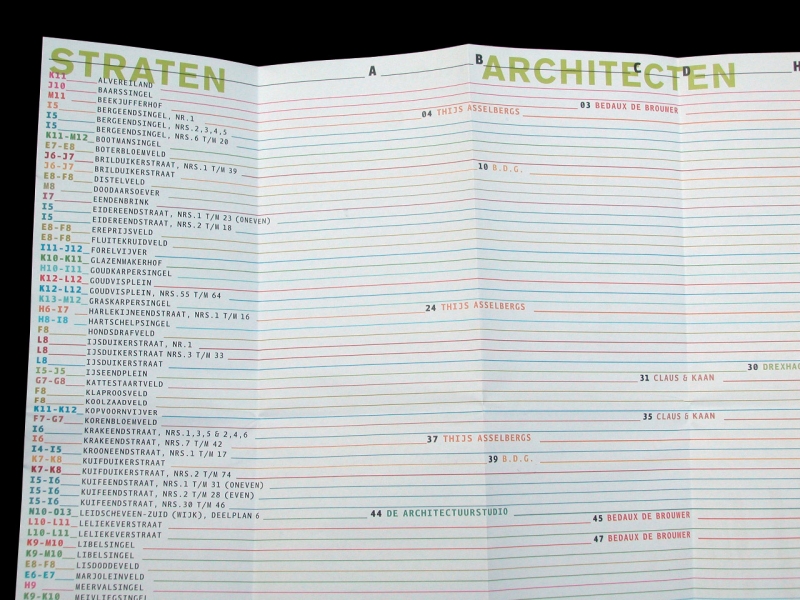 STRATEN A B ARCHITECTEN C D H
K11 ALVEREILAND
J10 BAARSSINGEL
M11 BEEKJUFFERHOF
I5 BERGEENDSINGEL, NR.1
I5 BERGEENDSINGEL, NRS.2,3,4,5
I5 BERGEENDSINGEL, NRS.6 T/M 20
K11-M12 BOOTMANSINGEL
E7-E8 BOTERBLOEMVELD
J6-J7 BRILDUIKERSTRAAT, NRS.1 T/M 39
J6-J7 BRILDUIKERSTRAAT
E8-F8 DISTELVELD
M8 DOODAARSOEVER
I7 EENDENBRINK
I5 EIDEREENDSTRAAT, NRS.1 T/M 23 (ONEVEN)
I5 EIDEREENDSTRAAT, NRS.2 T/M 18
E8-F8 EREPRIJSVELD
E8-F8 FLUITEKRUIDVELD
I11-J12 FORELVIJVER
K10-K11 GLAZENMAKERHOF
H10-I11 GOUDKARPERSINGEL
K12-L12 GOUDVISPLEIN
K12-L12 GOUDVISPLEIN, NRS.55 T/M 64
K13-M12 GRASKARPERSINGEL
H6-I7 HARLEKIJNEENDSTRAAT, NRS.1 T/M 16
H8-I8 HARTSCHELPSINGEL
F8 HONDSDRAFVELD
L8 IJSDUIKERSTRAAT, NR.1
L8 IJSDUIKERSTRAAT NRS.3 T/M 33
L8 IJSDUIKERSTRAAT
I5-J5 IJSEENDPLEIN
G7-G8 KATTESTAARTVELD
F8 KLAPROOSVELD
F8 KOOLZAADVELD
K11-K12 KOPVOORNVIJVER
F7-G7 KORENBLOEMVELD
I6 KRAKEENDSTRAAT, NRS.1,3,5 & 2,4,6
I6 KRAKEENDSTRAAT, NRS.7 T/M 42
I4-I5 KROONEENDSTRAAT, NRS.1 T/M 17
K7-K8 KUIFDUIKERSTRAAT
K7-K8 KUIFDUIKERSTRAAT, NRS.2 T/M 74
I5-I6 KUIFEENDSTRAAT, NRS.1 T/M 31 (ONEVEN)
I5-I6 KUIFEENDSTRAAT, NRS.2 T/M 28 (EVEN)
I5-I6 KUIFEENDSTRAAT, NRS.30 T/M 46
N10-O13 LEIDSCHEVEEN-ZUID (WIJK), DEELPLAN 6
L10-L11 LELIEKEVERSTRAAT
L10-L11 LELIEKEVERSTRAAT
K9-M10 LIBELSINGEL
K9-M10 LIBELSINGEL
E8-F8 LISDODDEVELD
E6-E7 MARJOLEINVELD
H9 MEERVALSINGEL
K9-K10 MEIVLIEGSINGEL
04 THIJS ASSELBERGS
03 BEDAUX DE BROUWER
10 B.D.G.
24 THIJS ASSELBERGS
30 DREXHAG
31 CLAUS & KAAN
35 CLAUS & KAAN
37 THIJS ASSELBERGS
39 B.D.G.
44 DE ARCHITECTUURSTUDIO
45 BEDAUX DE BROUWER
47 BEDAUX DE BROUWER